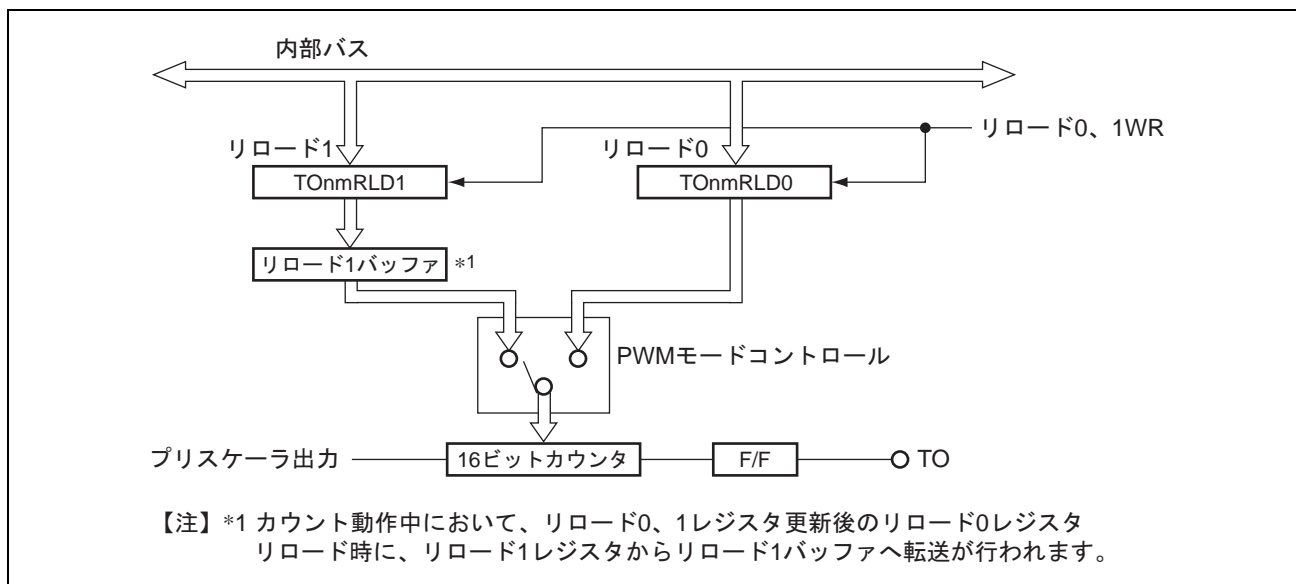 内部バス
リロード0、1WR
リロード1
リロード0
TOnmRLD1
TOnmRLD0
リロード1バッファ *1
PWMモードコントロール
プリスケーラ出力
16ビットカウンタ
F/F
TO
【注】*1 カウント動作中において、リロード0、1レジスタ更新後のリロード0レジスタ
リロード時に、リロード1レジスタからリロード1バッファへ転送が行われます。